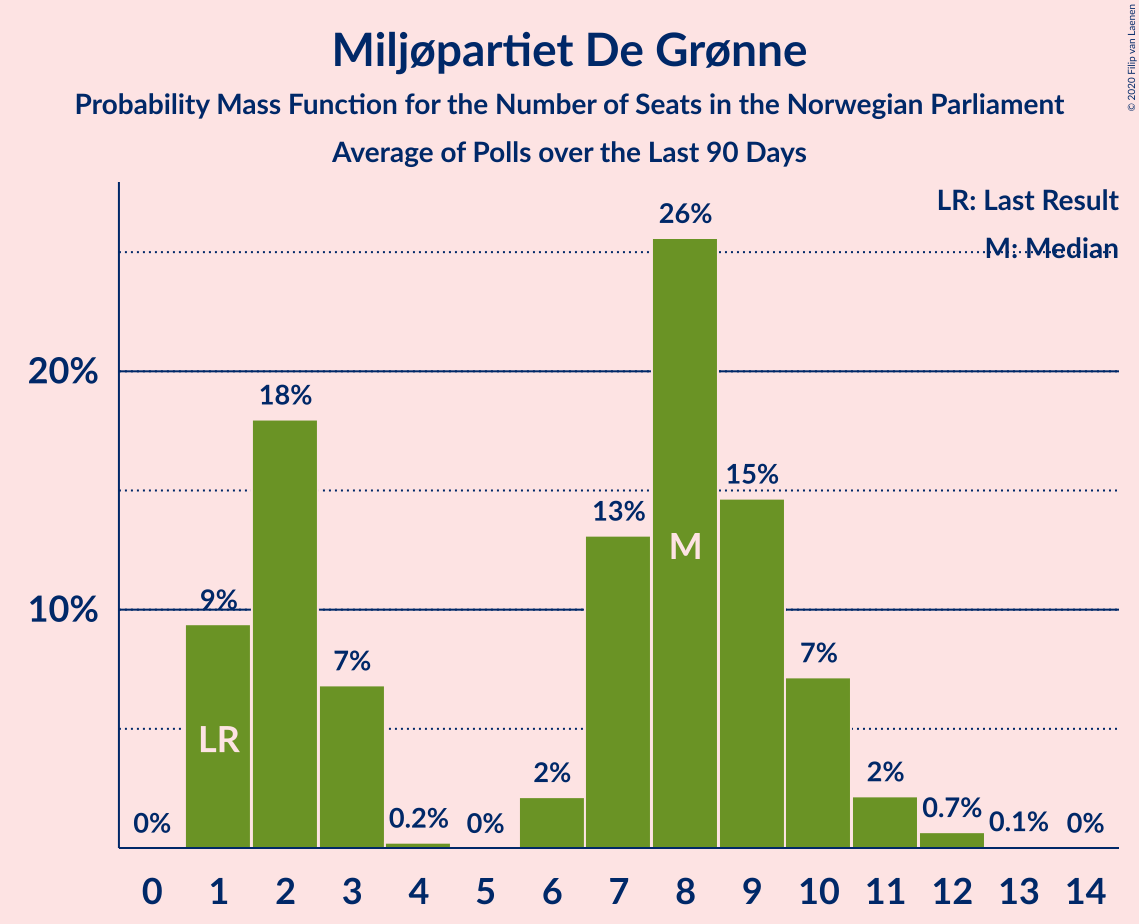 © 2020 Filip van Laenen
Miljøpartiet De Grønne
Probability Mass Function for the Number of Seats in the Norwegian Parliament
Average of Polls over the Last 90 Days
LR: Last Result
M: Median
26%
20%
18%
15%
13%
M
10%
9%
7%
7%
LR
2%
2%
0.7%
0.2%
0.1%
0%
0%
0%
0 1 2 3 4 5 6 7 8 9 10 11 12 13 14